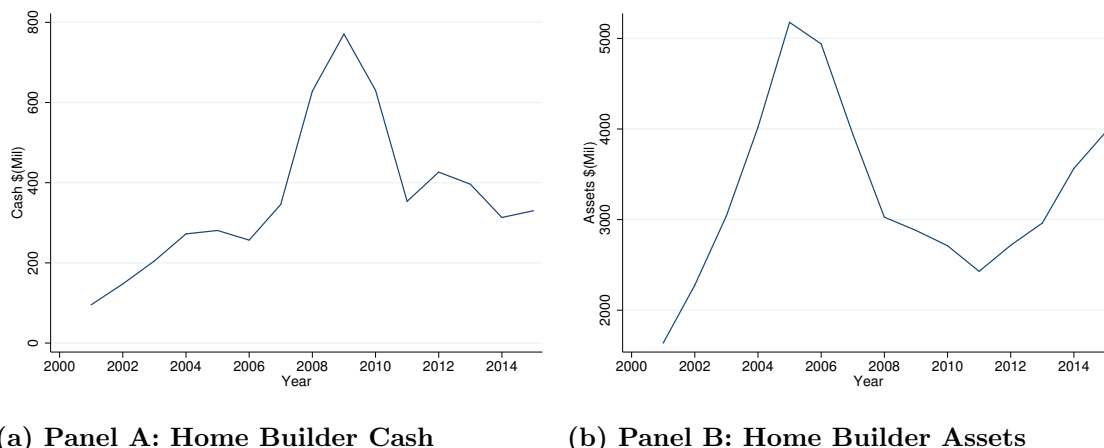 800
600
400
200
0
Cash $(Mil)
2000 2002 2004 2006 2008 2010 2012 2014
Year
5000
4000
3000
2000
Assets $(Mil)
2000 2002 2004 2006 2008 2010 2012 2014
Year
(a) Panel A: Home Builder Cash
(b) Panel B: Home Builder Assets